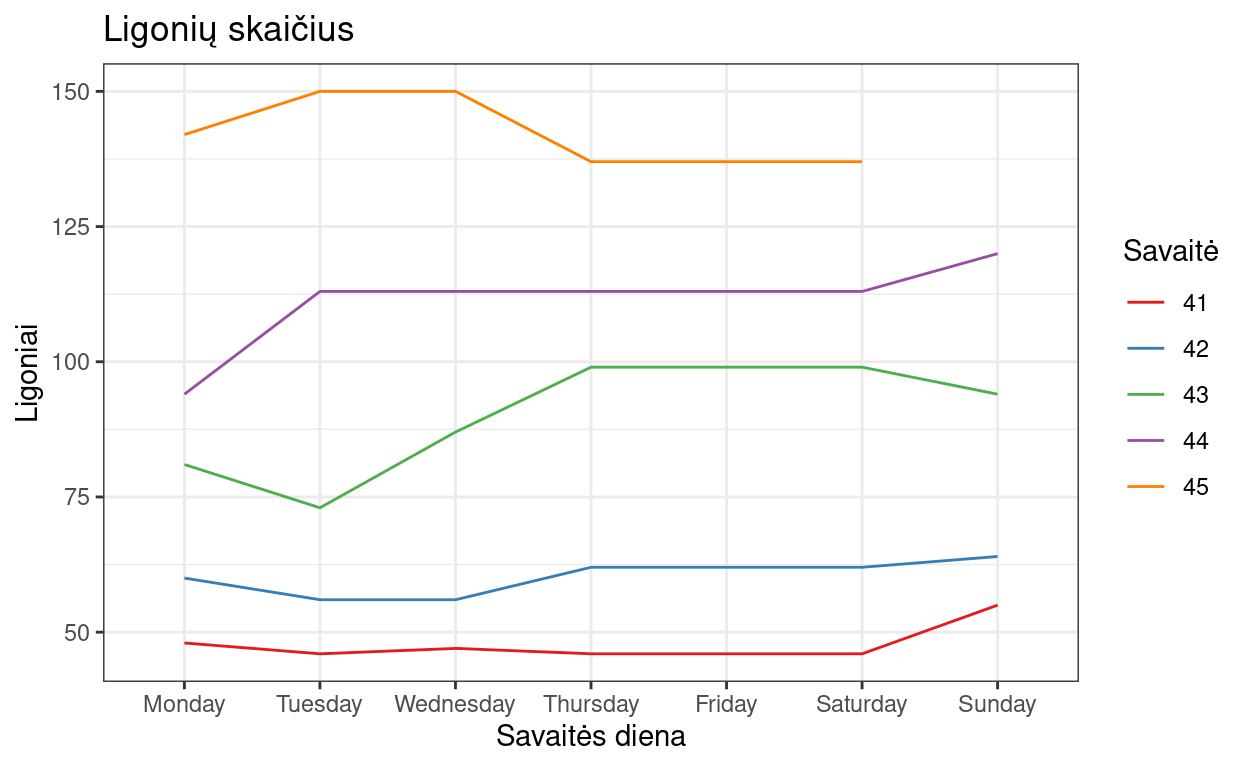 Ligonių skaičius
150
125
100
75
50
Ligoniai
Monday Tuesday Wednesday Thursday Friday Saturday Sunday
Savaitės diena
Savaitė
41
42
43
44
45